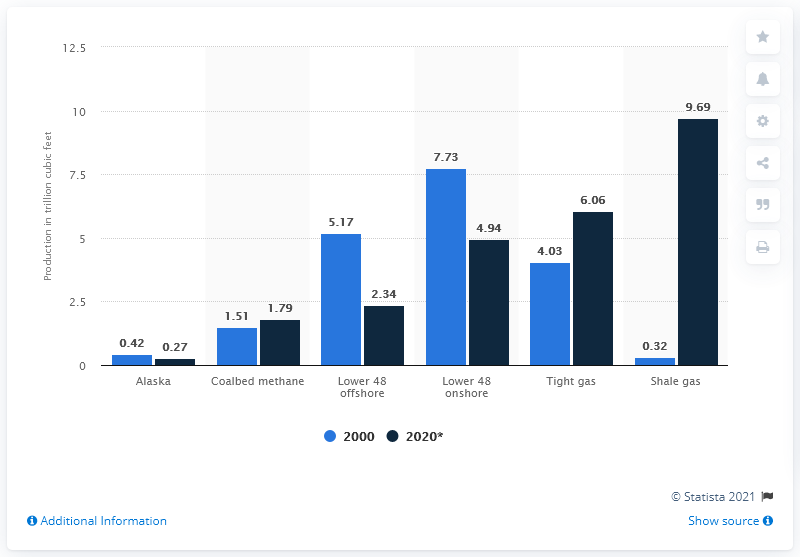 Production in trillion cubic feet
12.5
10
7.5
5
2.5
0
0.42
0.27
1.51
1.79
5.17
2.34
7.73
4.94
4.03
6.06
0.32
9.69
Alaska
Coalbed methane
Lower 48
offshore
Lower 48
onshore
Tight gas
Shale gas
2000 2020*
© Statista 2021
Additional Information
Show source